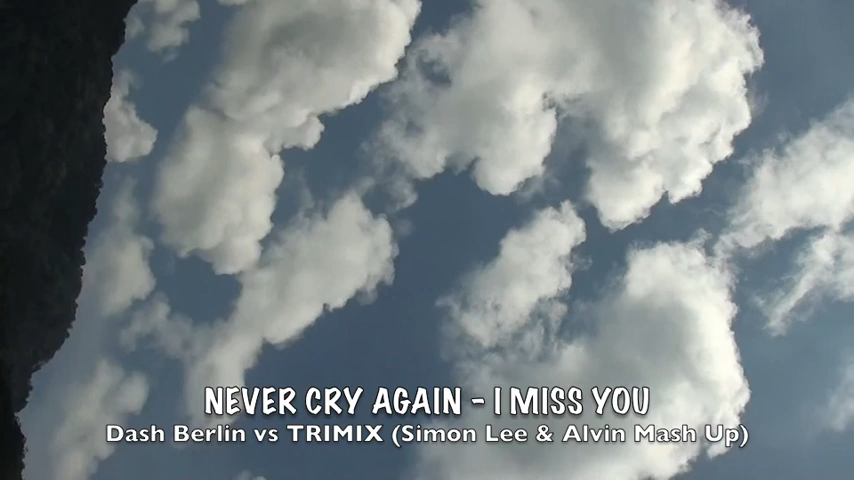 NEVER CRY AGAIN - I MISS YOU
Dash Berlin vs TRIMIX (Simon Lee & Alvin Mash Up)